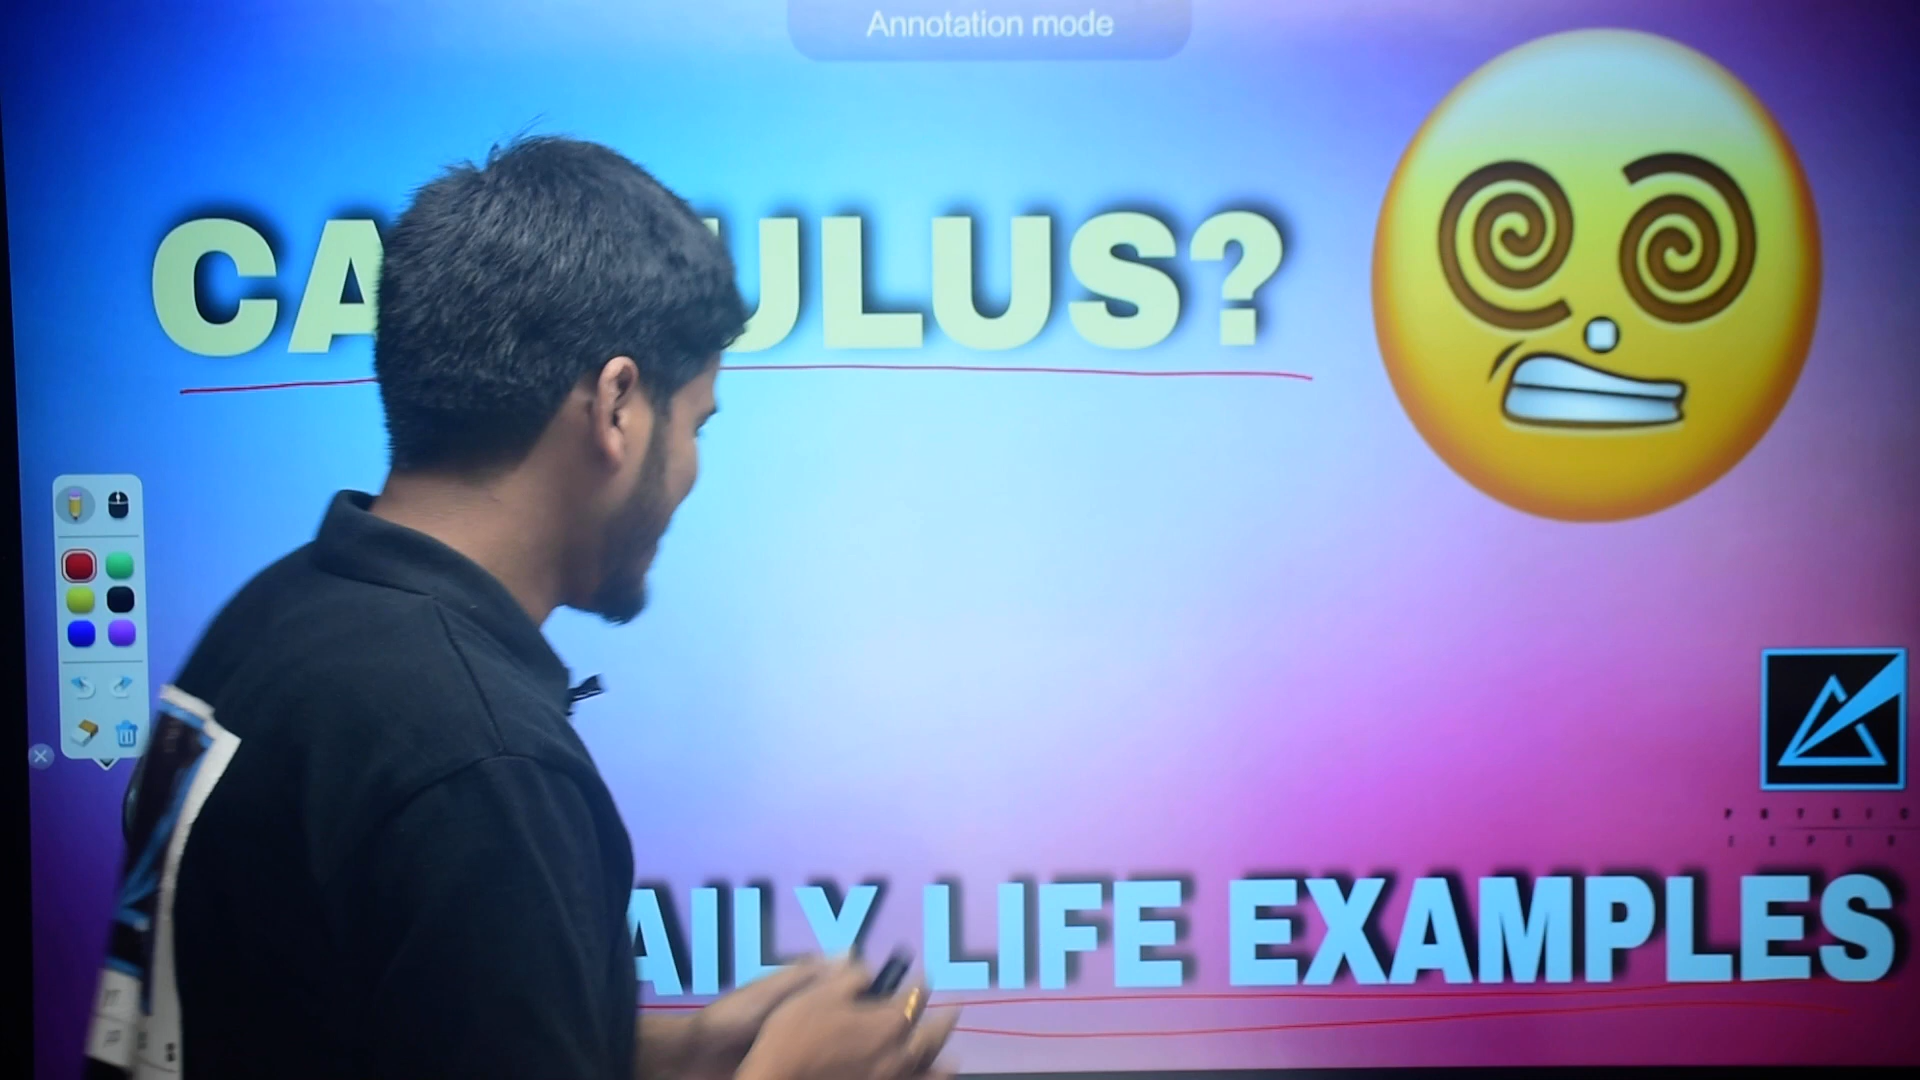 Annotation mode
CA ULUS?
AILY LIFE EXAMPLES
P H Y S I C